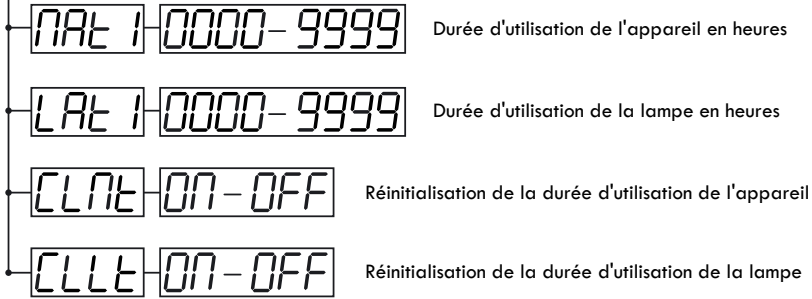 MAt 1 0000-9999 Durée d'utilisation de l'appareil en heures
LAt 1 0000-9999 Durée d'utilisation de la lampe en heures
CLMt ON-OFF Réinitialisation de la durée d'utilisation de l'appareil
CLLt ON-OFF Réinitialisation de la durée d'utilisation de la lampe